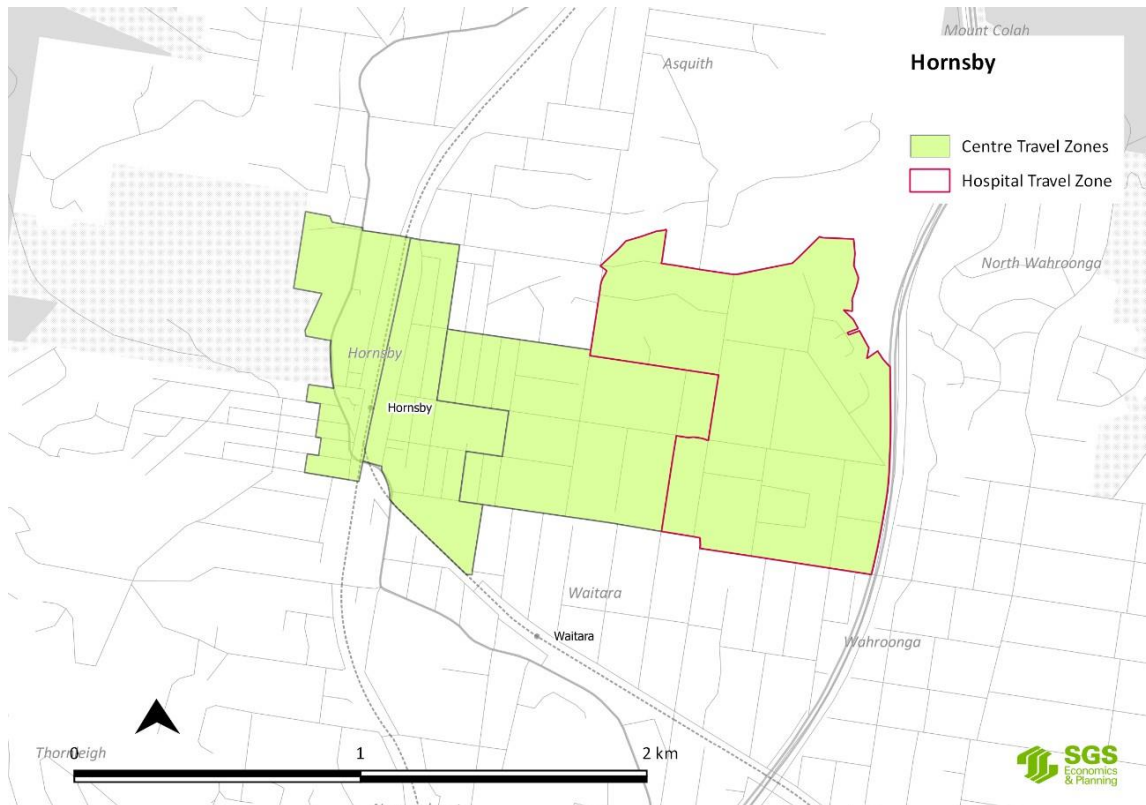 Mount Colah
Hornsby
Asquith
Centre Travel Zones
Hospital Travel Zone
North Wahroonga
Hornsby
Hornsby
Waitara
Waitara
Wahroonga
Thornleigh
0
1
2 km
SGS
Economics
& Planning